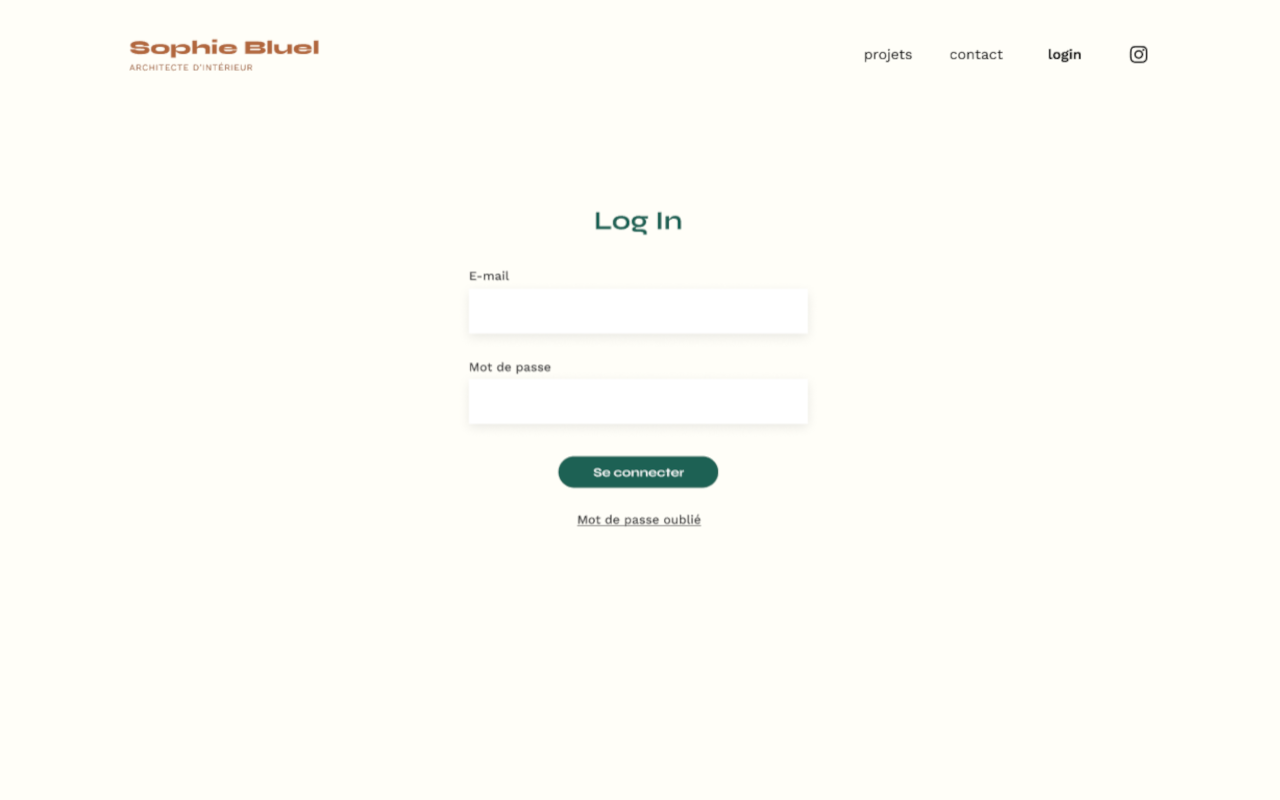 Sophie Bluel
ARCHITECTE D'INTÉRIEUR
projets contact login
Log In
E-mail
Mot de passe
Se connecter
Mot de passe oublié